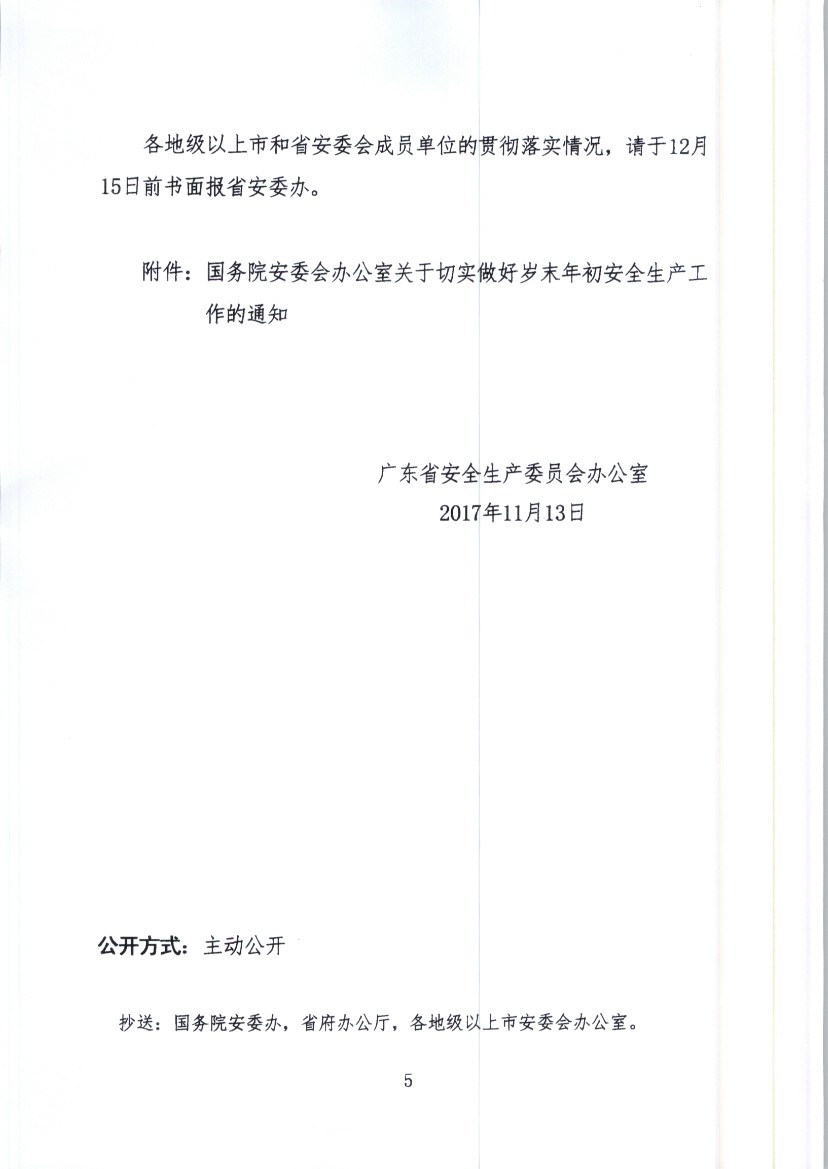 各地级以上市和省安委会成员单位的贯彻落实情况，请于12月
15日前书面报省安委办。
附件：国务院安委会办公室关于切实做好岁末年初安全生产工
作的通知
广东省安全生产委员会办公室
2017年11月13日
公开方式：主动公开
抄送：国务院安委办，省府办公厅，各地级以上市安委会办公室。
5